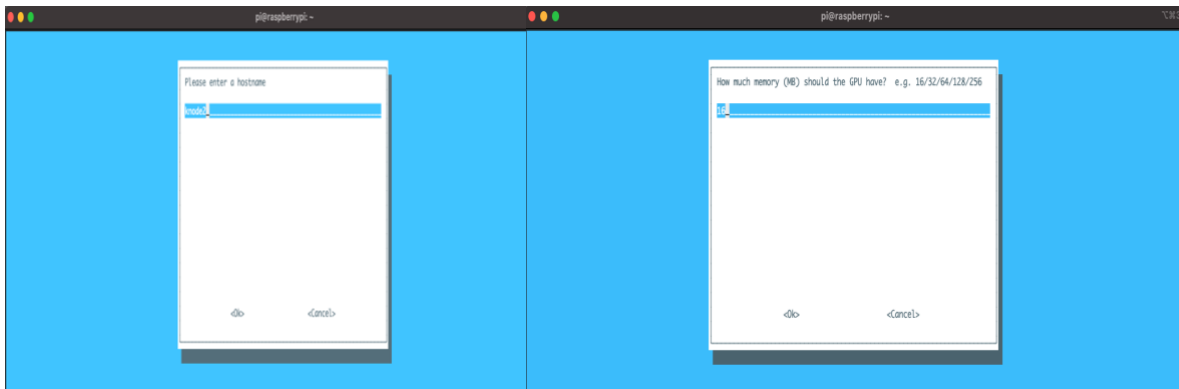 pi@raspberrypi: ~
Please enter a hostname
knode2
<Ok> <Cancel>
pi@raspberrypi: ~
How much memory (MB) should the GPU have? e.g. 16/32/64/128/256
16
<Ok> <Cancel>